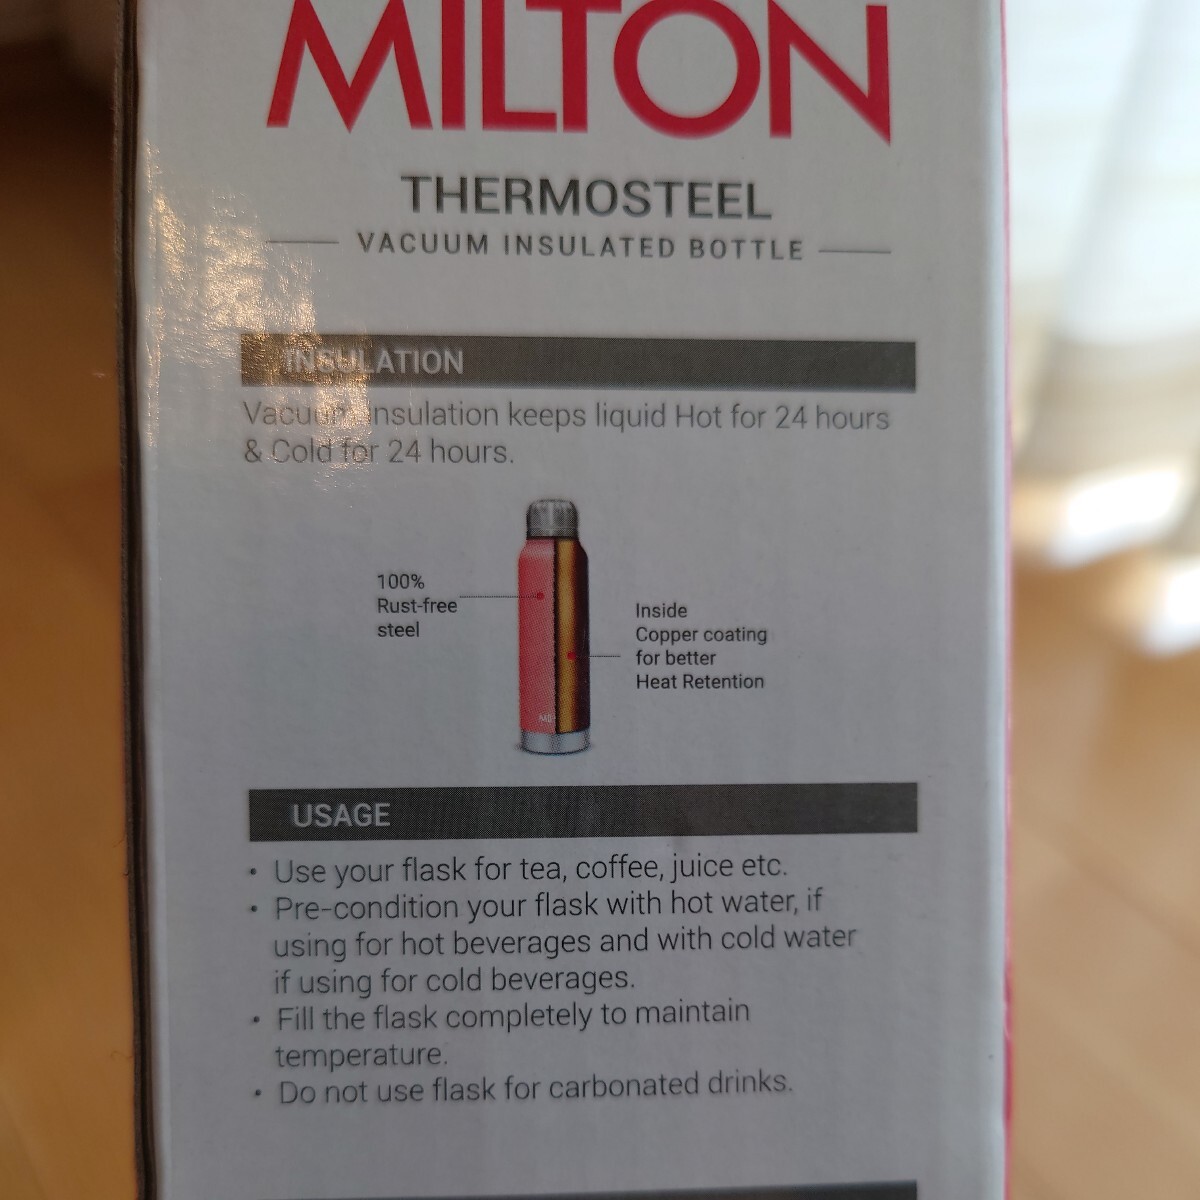 MILTON
THERMOSTEEL
VACUUM INSULATED BOTTLE
INSULATION
Vacuum insulation keeps liquid Hot for 24 hours
& Cold for 24 hours.
100%
Rust-free
steel
Inside
Copper coating
for better
Heat Retention
USAGE
• Use your flask for tea, coffee, juice etc.
• Pre-condition your flask with hot water, if
using for hot beverages and with cold water
if using for cold beverages.
• Fill the flask completely to maintain
temperature.
• Do not use flask for carbonated drinks.